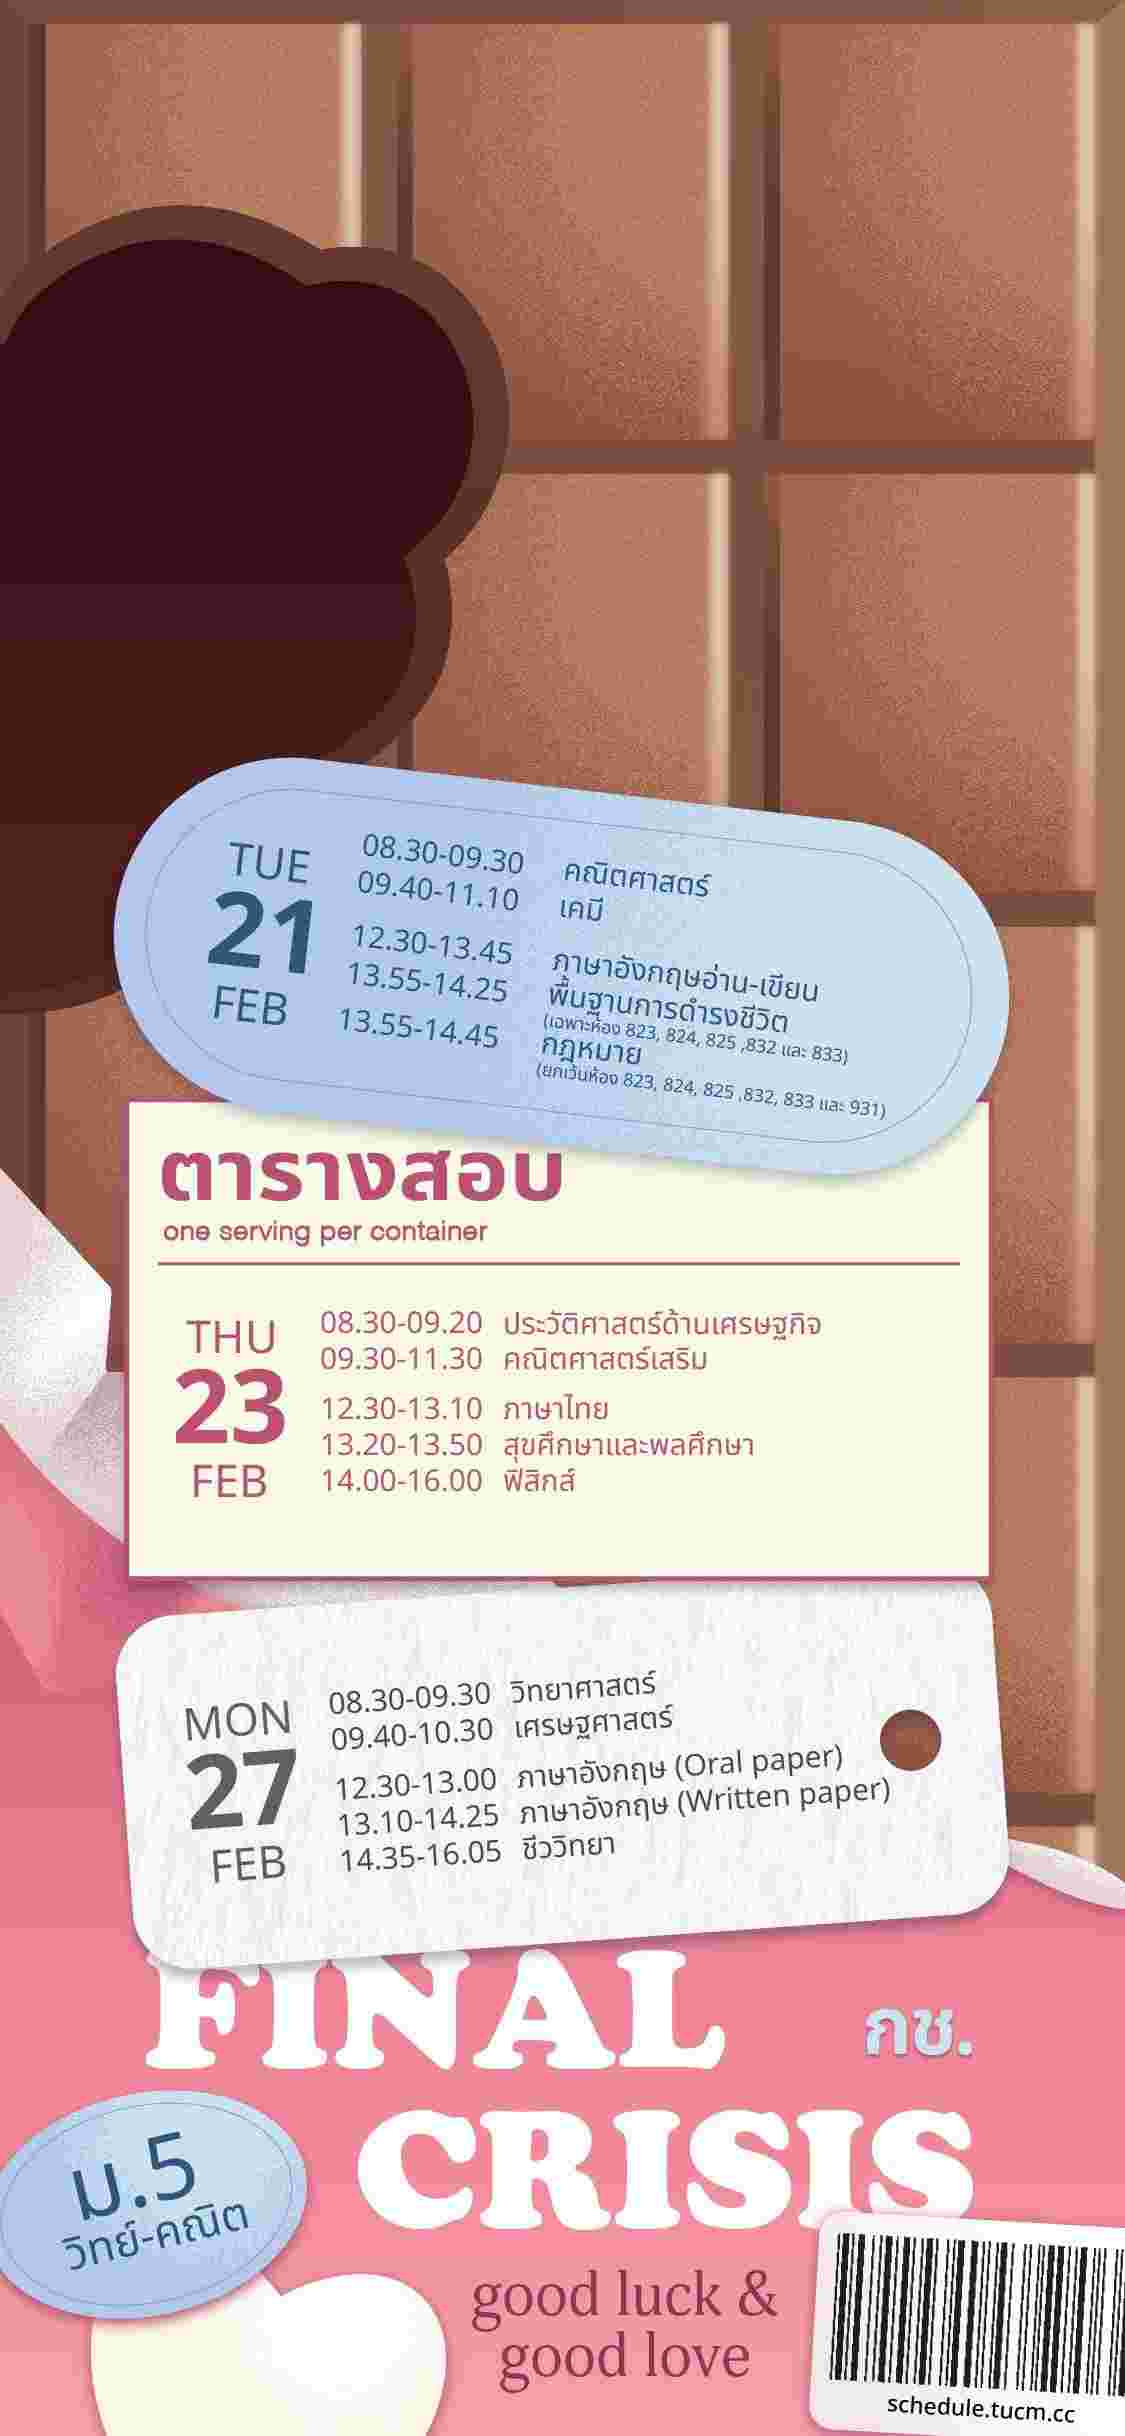 TUE
21
FEB
08.30-09.30 คณิตศาสตร์
09.40-11.10 เคมี
12.30-13.45 ภาษาอังกฤษอ่าน-เขียน
13.55-14.25 พื้นฐานการดำรงชีวิต
(เฉพาะห้อง 823, 824, 825 ,832 และ 833)
13.55-14.45 กฎหมาย
(ยกเว้นห้อง 823, 824, 825 ,832, 833 และ 931)
ตารางสอบ
one serving per container
THU
23
FEB
08.30-09.20 ประวัติศาสตร์ด้านเศรษฐกิจ
09.30-11.30 คณิตศาสตร์เสริม
12.30-13.10 ภาษาไทย
13.20-13.50 สุขศึกษาและพลศึกษา
14.00-16.00 ฟิสิกส์
MON
27
FEB
08.30-09.30 วิทยาศาสตร์
09.40-10.30 เศรษฐศาสตร์
12.30-13.00 ภาษาอังกฤษ (Oral paper)
13.10-14.25 ภาษาอังกฤษ (Written paper)
14.35-16.05 ชีววิทยา
FINAL
กช.
CRISIS
ม.5
วิทย์-คณิต
good luck &
good love
schedule.tucm.cc